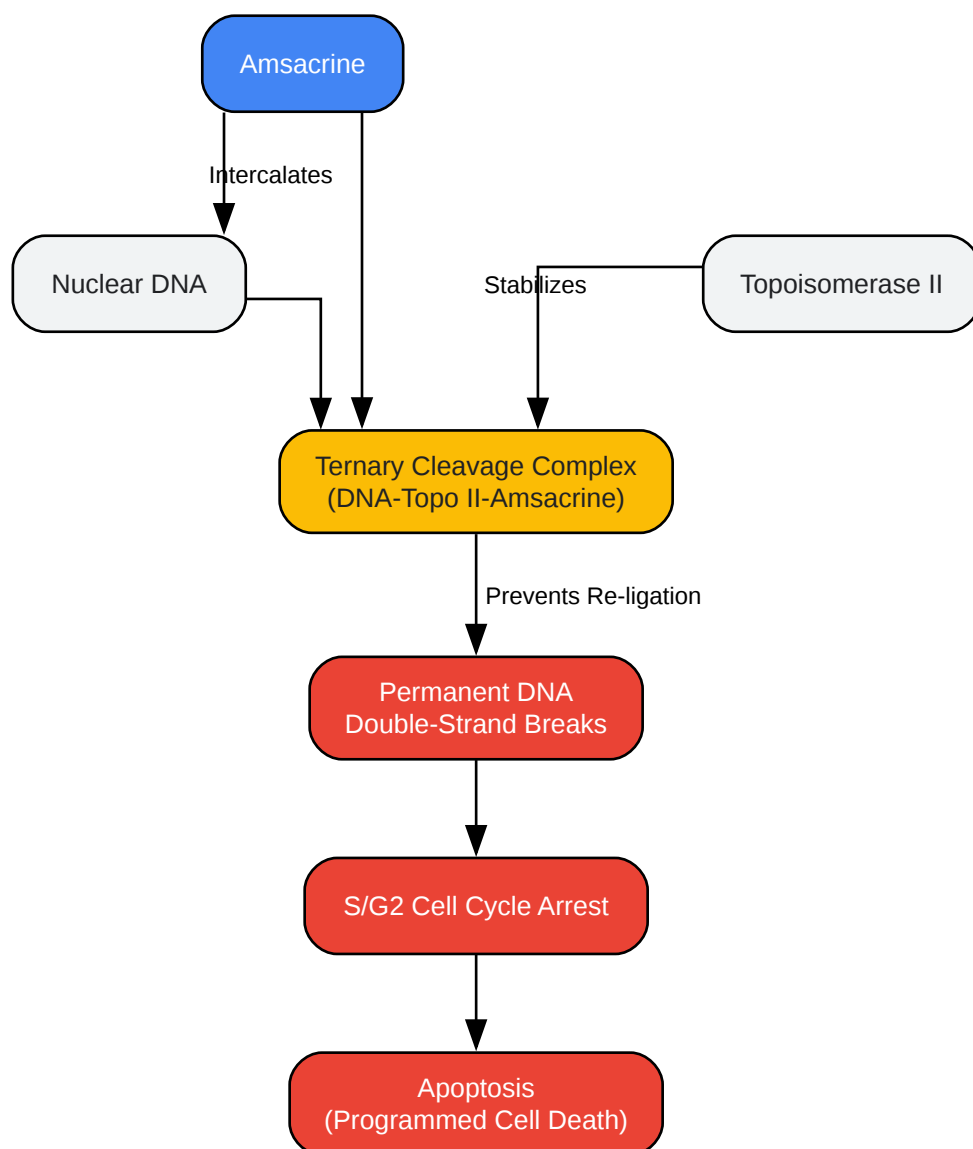 Amsacrine
Intercalates
Nuclear DNA
Stabilizes
Topoisomerase II
Ternary Cleavage Complex
(DNA-Topo II-Amsacrine)
Prevents Re-ligation
Permanent DNA
Double-Strand Breaks
S/G2 Cell Cycle Arrest
Apoptosis
(Programmed Cell Death)